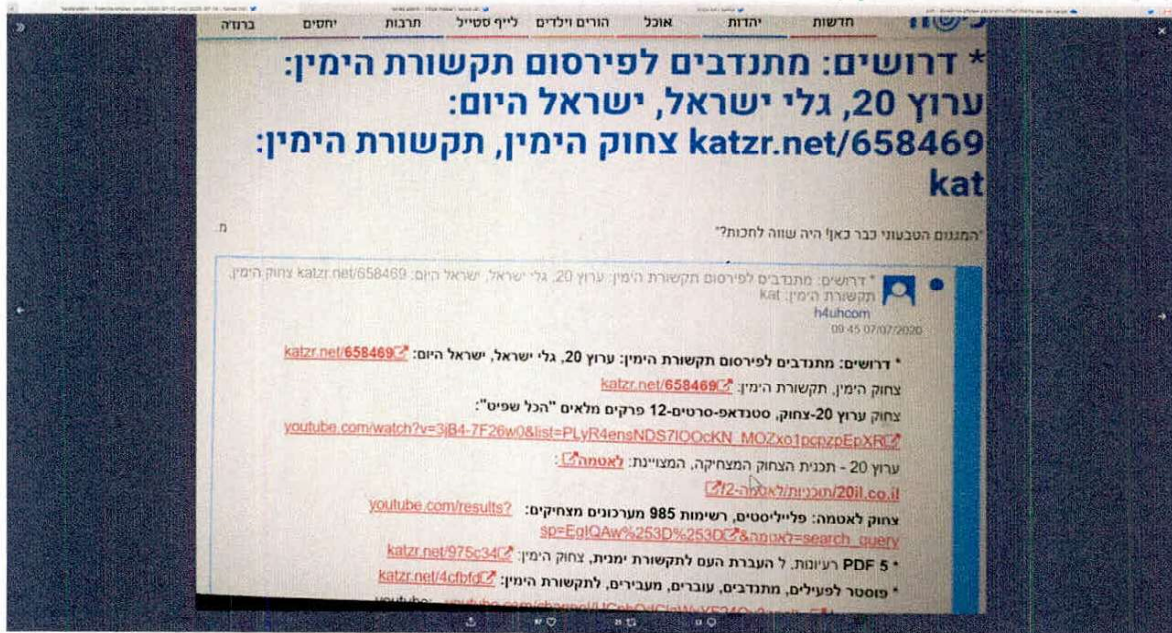 חדשות יהדות אוכל הורים וילדים לייף סטייל תרבות יחסים ברנז'ה
* דרושים: מתנדבים לפירסום תקשורת הימין:
ערוץ 20, גלי ישראל, ישראל היום:
katzr.net/658469 צחוק הימין, תקשורת הימין:
kat
"המגנום הטבעוני כבר כאן! היה שווה לחכות?"
* דרושים: מתנדבים לפירסום תקשורת הימין: ערוץ 20, גלי ישראל, ישראל היום: katzr.net/658469 צחוק הימין,
תקשורת הימין: kat
h4uhcom
09:45 07/07/2020
* דרושים: מתנדבים לפירסום תקשורת הימין: ערוץ 20, גלי ישראל, ישראל היום: katzr.net/658469
צחוק הימין, תקשורת הימין: katzr.net/658469
צחוק ערוץ 20-צחוק, סטנדאפ-סרטים-12 פרקים מלאים "הכל שפיט":
youtube.com/watch?v=3jB4-7F26w0&list=PLyR4ensNDS7IOOcKN_MOZxo1pcpzpEpXR
ערוץ 20 - תכנית הצחוק המצחיקה, המצויינת: לאטמה:
20il.co.il/תוכניות/לאטמה-2/
צחוק לאטמה: פלייליסטים, רשימות 985 מערכונים מצחיקים: youtube.com/results?
search_query=לאטמה&sp=EgIQAw%253D%253D
* 5 PDF רעיונות, ל העברת העם לתקשורת ימנית, צחוק הימין: katzr.net/975c34
* פוסטר לפעילים, מתנדבים, עוברים, מעבירים, לתקשורת הימין: katzr.net/4cfbfd